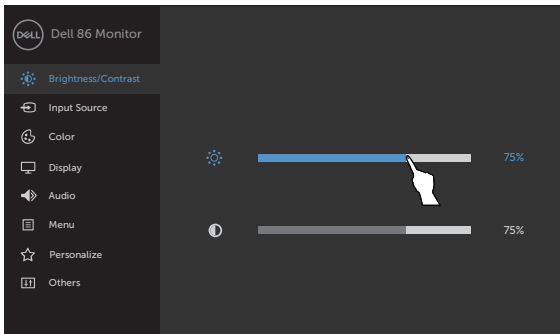 DELL
Dell 86 Monitor
Brightness/Contrast
Input Source
Color
Display
Audio
Menu
Personalize
Others
75%
75%